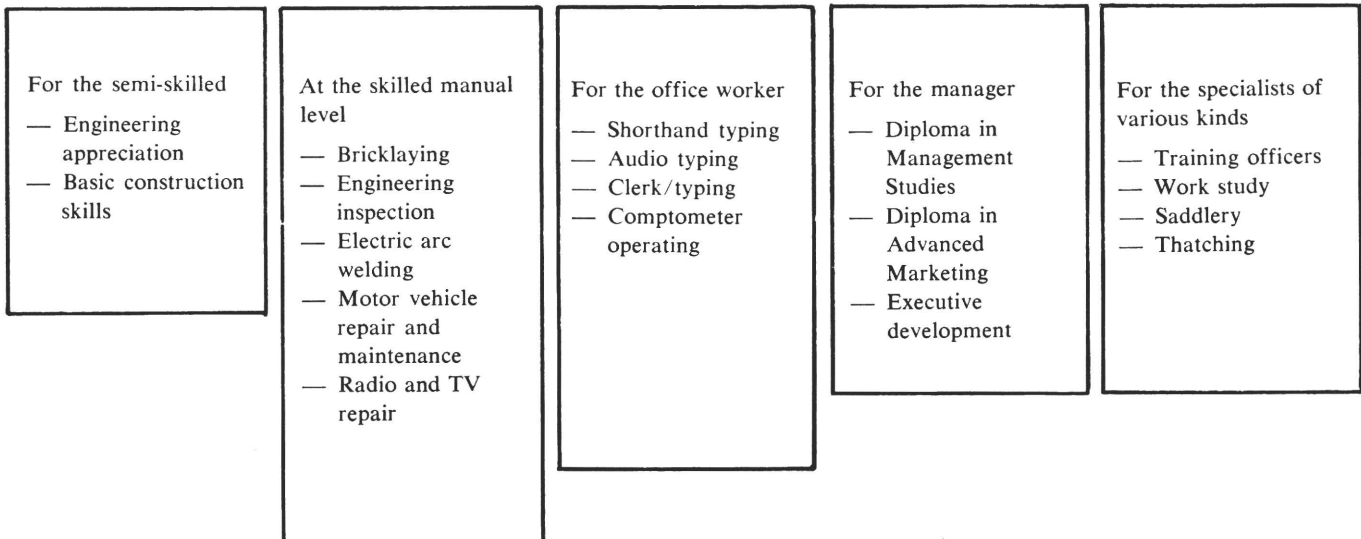 For the semi-skilled
— Engineering
appreciation
— Basic construction
skills
At the skilled manual
level
— Bricklaying
— Engineering
inspection
— Electric arc
welding
— Motor vehicle
repair and
maintenance
— Radio and TV
repair
For the office worker
— Shorthand typing
— Audio typing
— Clerk/typing
— Comptometer
operating
For the manager
— Diploma in
Management
Studies
— Diploma in
Advanced
Marketing
— Executive
development
For the specialists of
various kinds
— Training officers
— Work study
— Saddlery
— Thatching